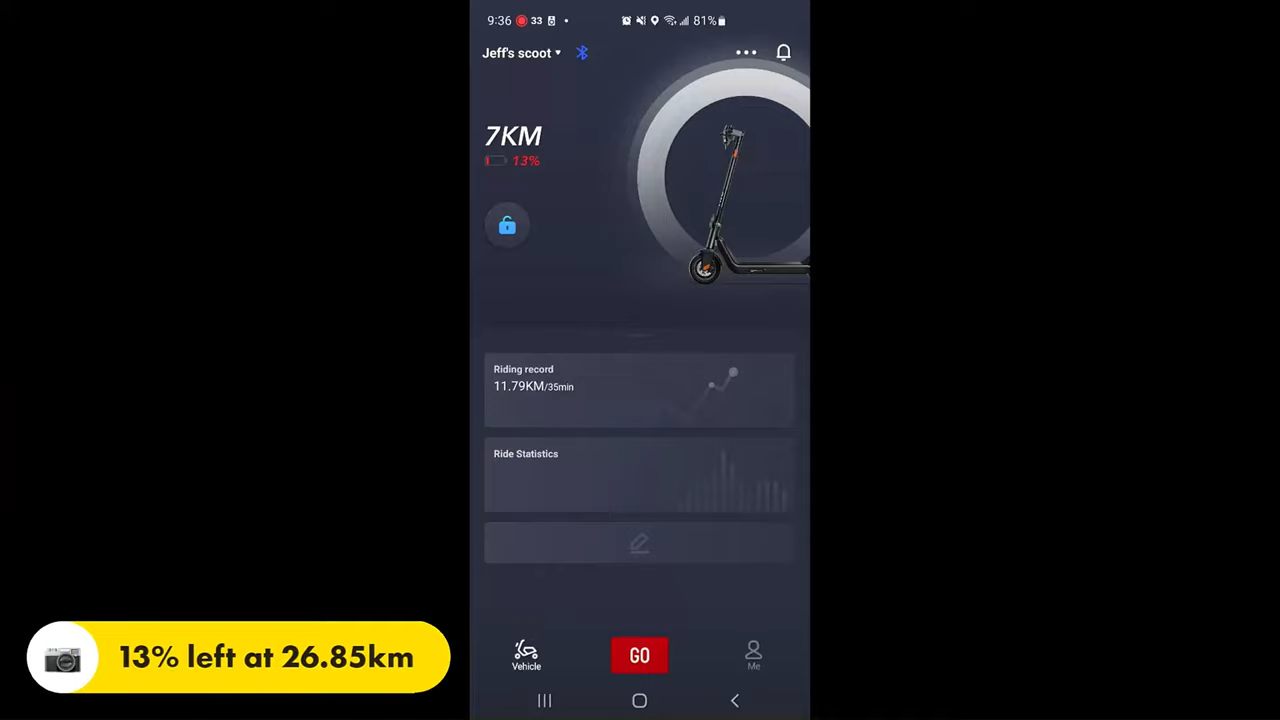 9:36 33 81%
Jeff's scoot
7KM
13%
Riding record
11.79KM/35min
Ride Statistics
GO
Vehicle
Me
13% left at 26.85km